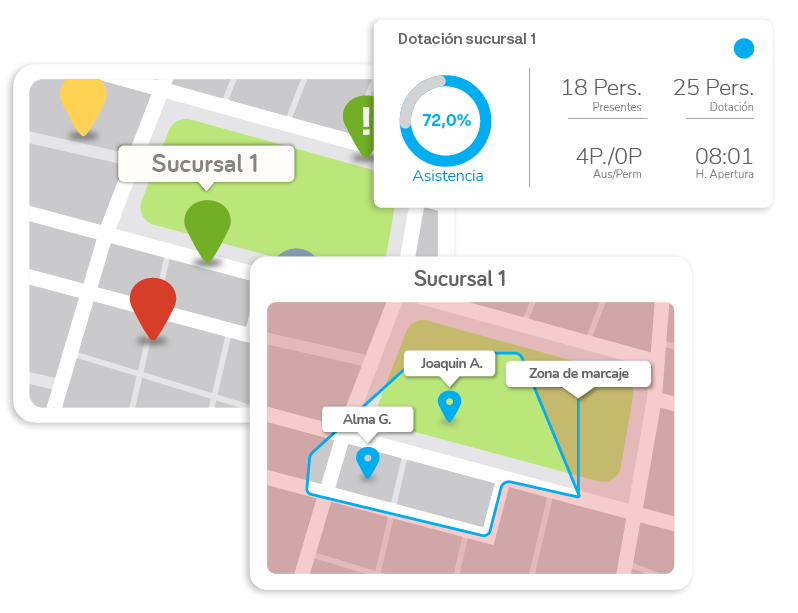 Dotación sucursal 1
72,0%
Asistencia
18 Pers.
Presentes
25 Pers.
Dotación
4P./0P
Aus/Perm
08:01
H. Apertura
!
Sucursal 1
Sucursal 1
Joaquin A.
Zona de marcaje
Alma G.